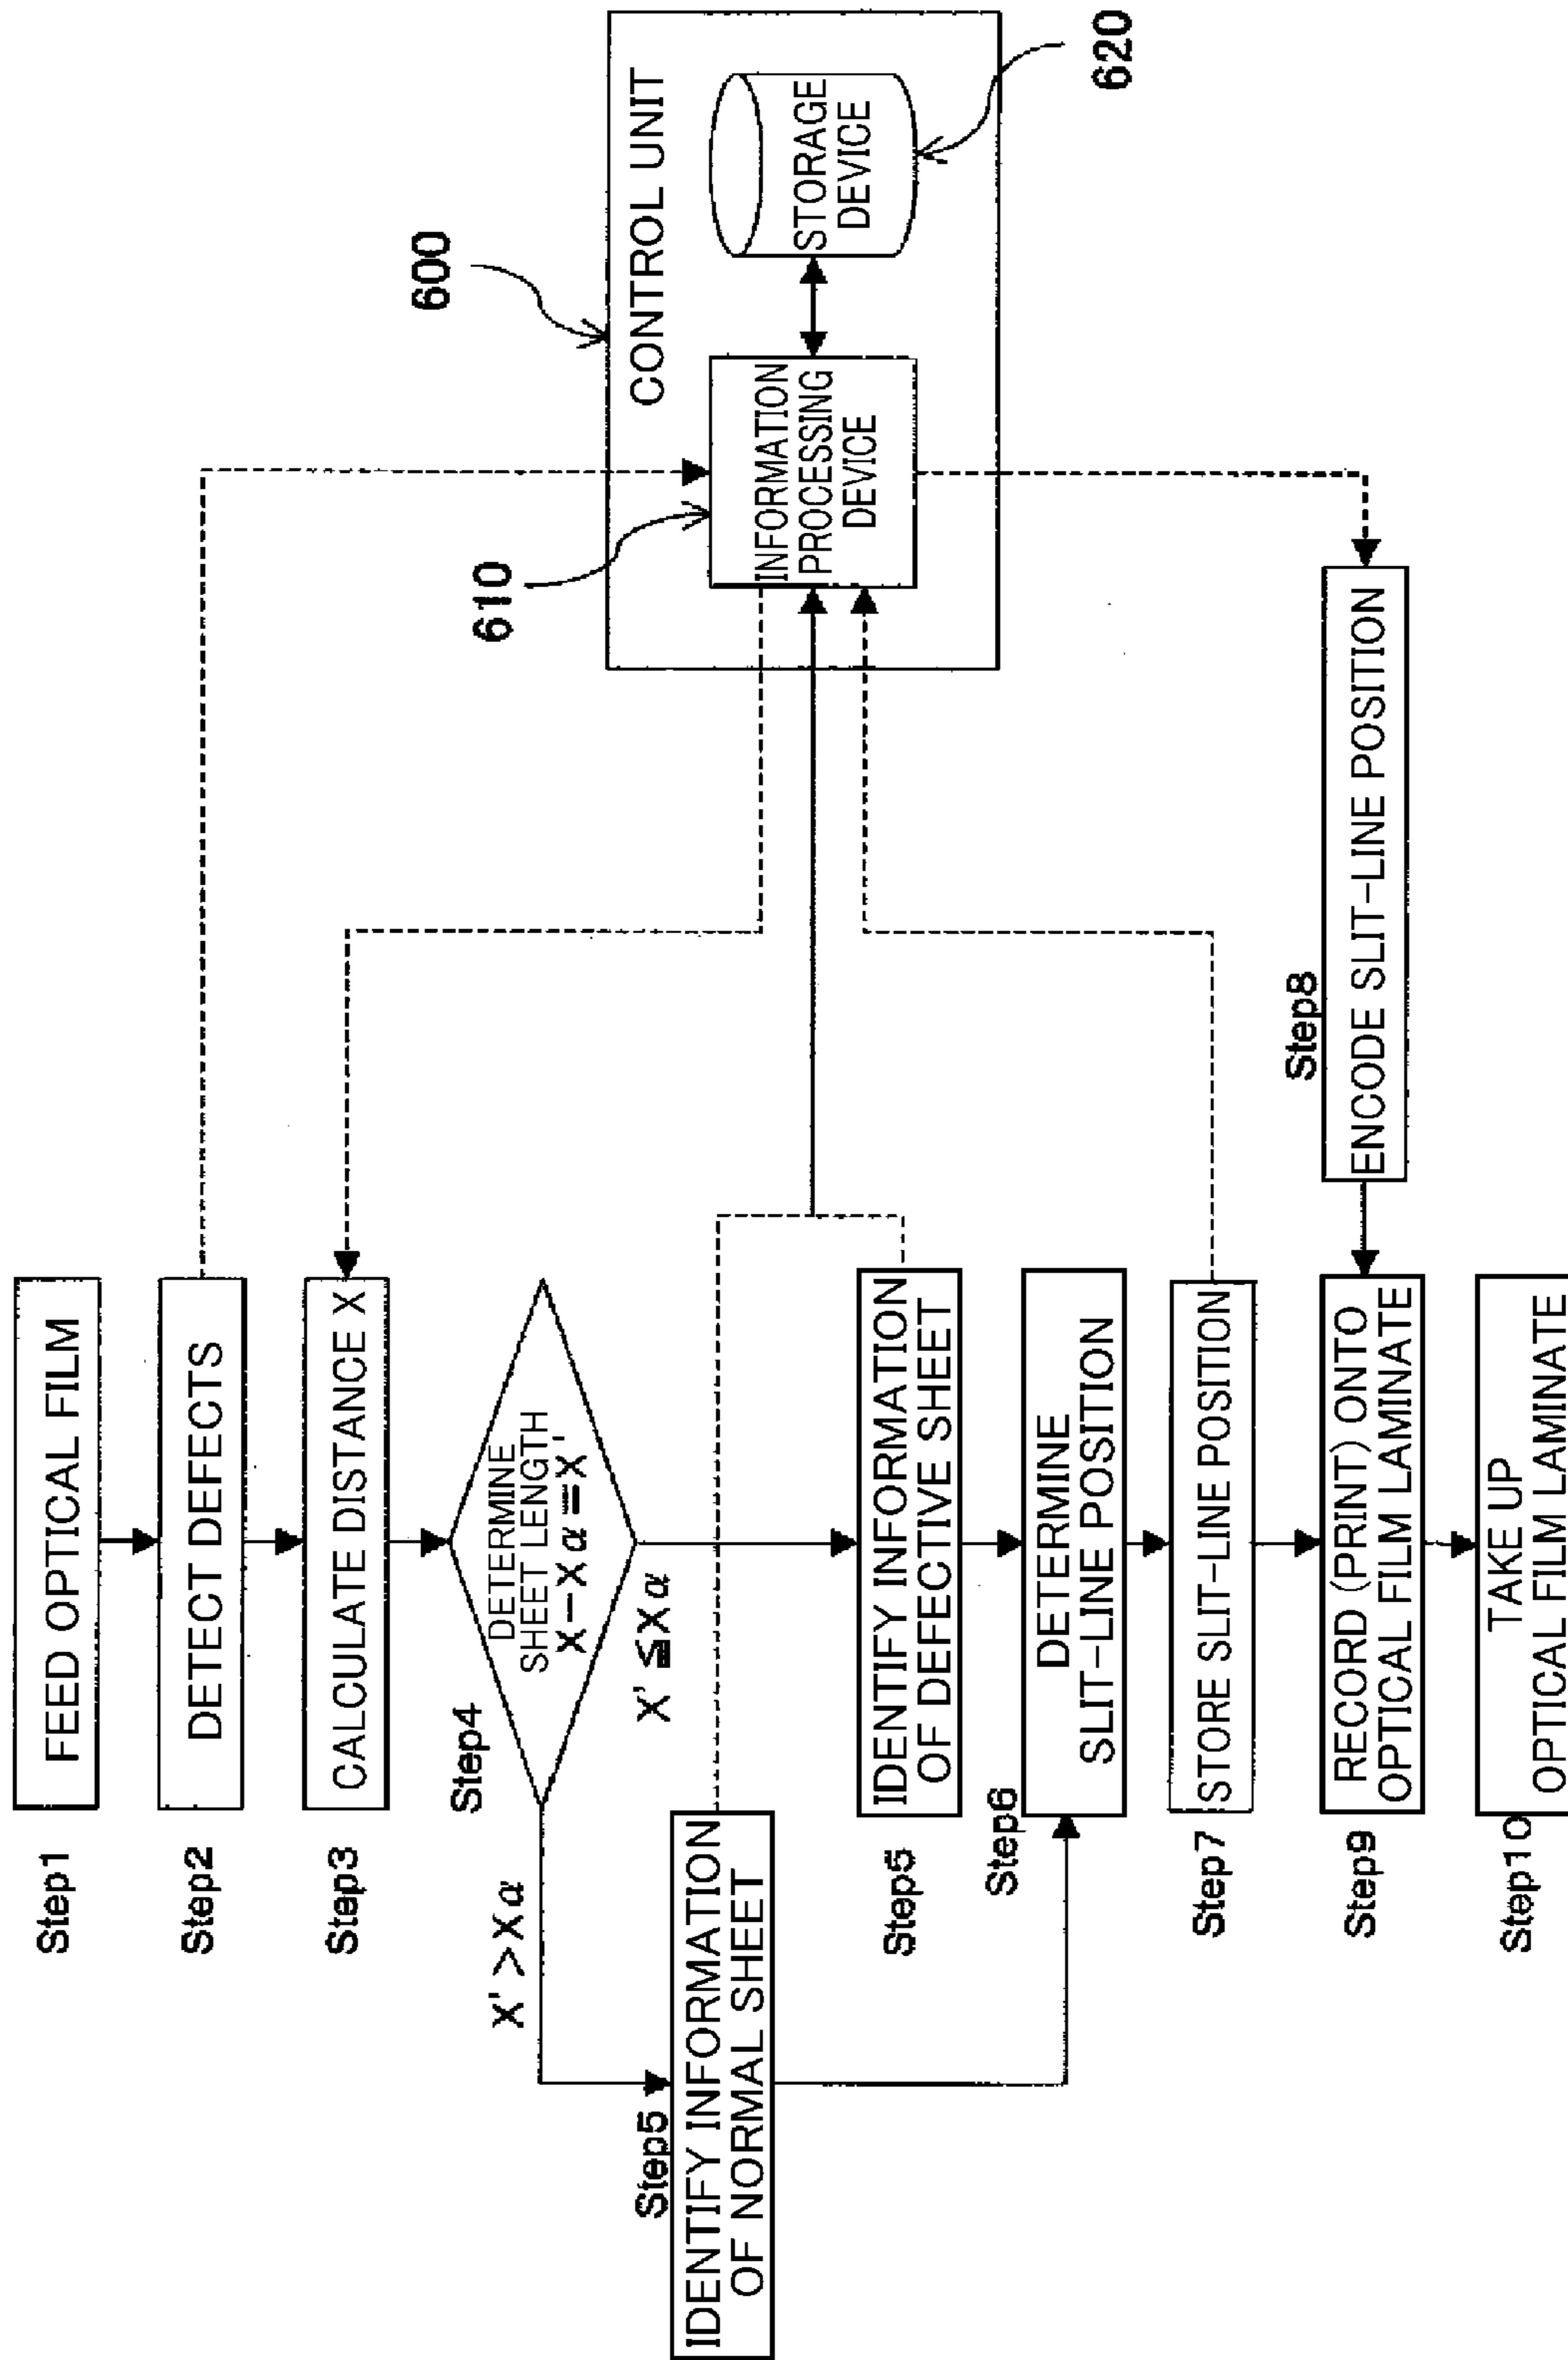 Step1
FEED OPTICAL FILM
Step2
DETECT DEFECTS
Step3
CALCULATE DISTANCE X
Step4
DETERMINE
SHEET LENGTH
X−Xα=X'
X'>Xα
X'≦Xα
Step5
IDENTIFY INFORMATION
OF NORMAL SHEET
Step5
IDENTIFY INFORMATION
OF DEFECTIVE SHEET
Step6
DETERMINE
SLIT-LINE POSITION
Step7
STORE SLIT-LINE POSITION
Step8
ENCODE SLIT-LINE POSITION
Step9
RECORD (PRINT) ONTO
OPTICAL FILM LAMINATE
Step10
TAKE UP
OPTICAL FILM LAMINATE
600
CONTROL UNIT
610
INFORMATION
PROCESSING
DEVICE
STORAGE
DEVICE
620